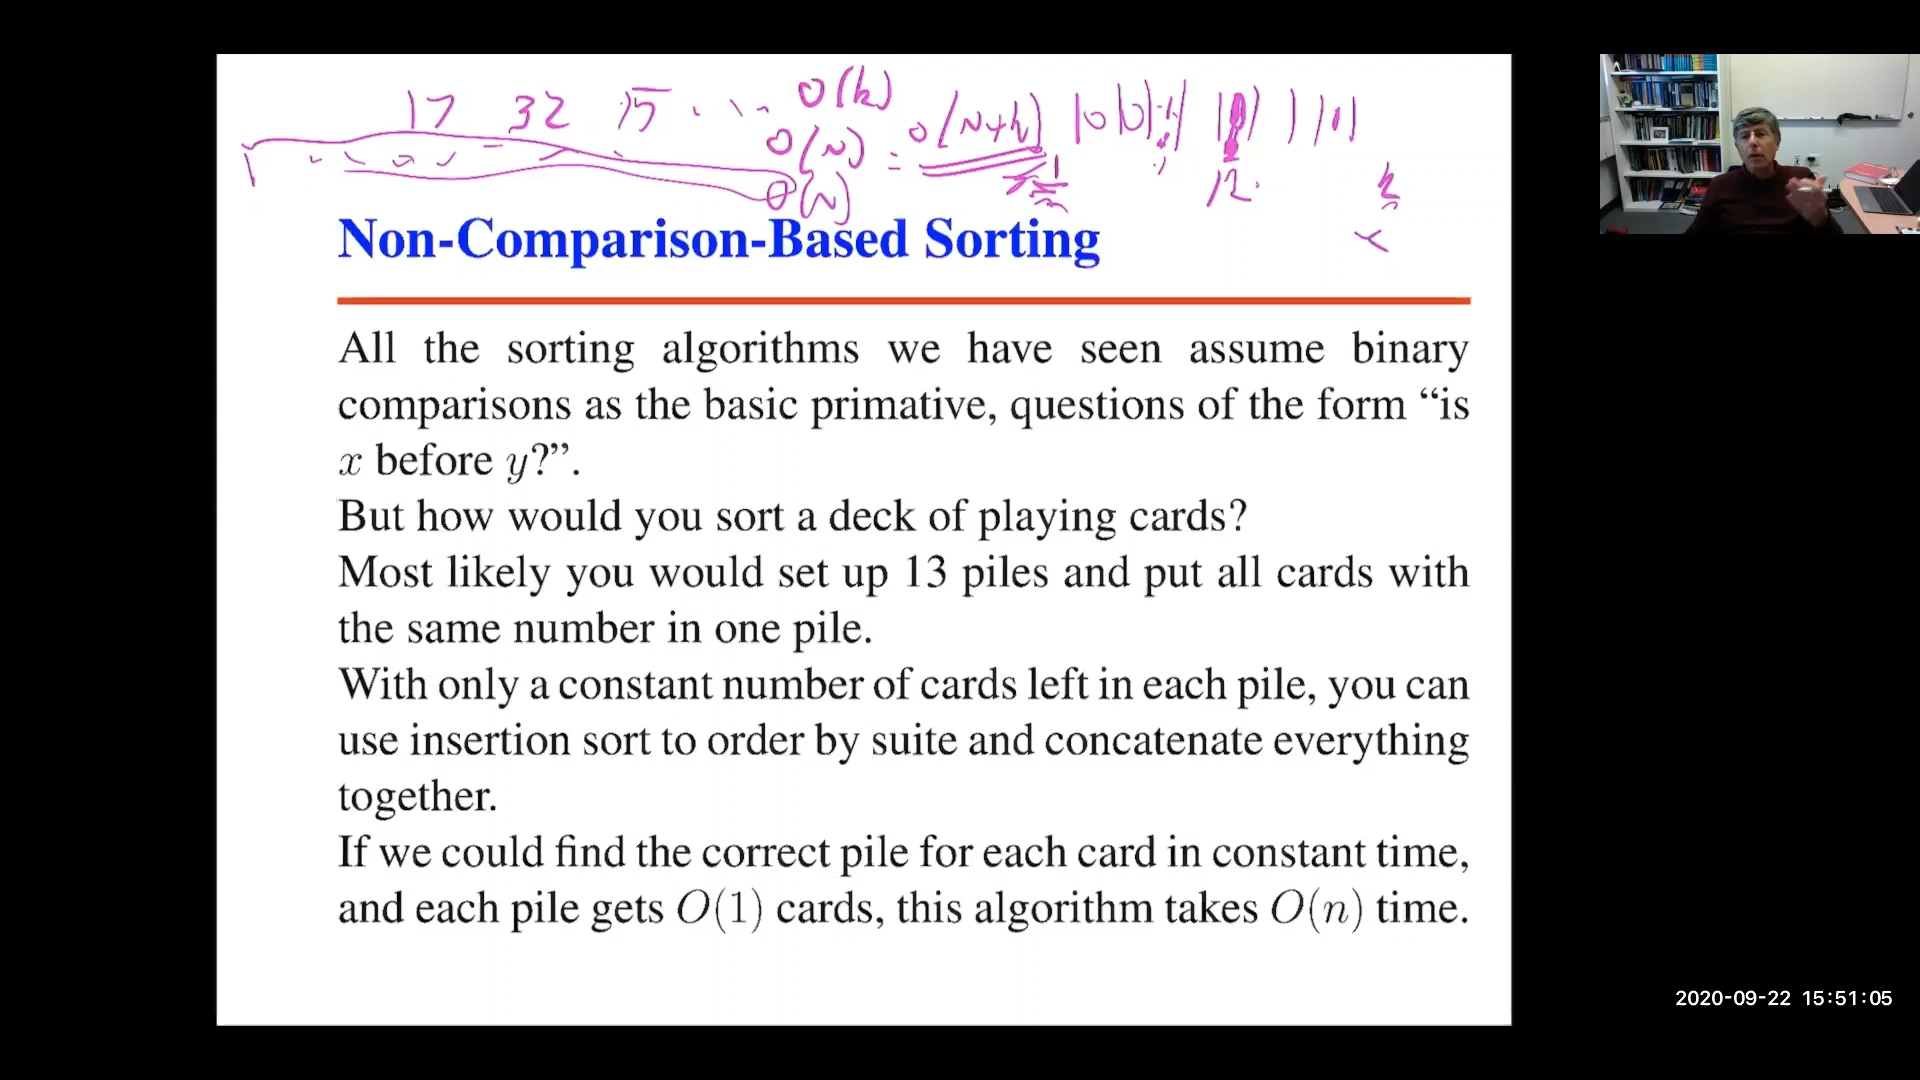 17 32 15 O(k)
O(N) = O(N+k)
O(N) 12
Non-Comparison-Based Sorting
All the sorting algorithms we have seen assume binary
comparisons as the basic primative, questions of the form “is
x before y?”.
But how would you sort a deck of playing cards?
Most likely you would set up 13 piles and put all cards with
the same number in one pile.
With only a constant number of cards left in each pile, you can
use insertion sort to order by suite and concatenate everything
together.
If we could find the correct pile for each card in constant time,
and each pile gets O(1) cards, this algorithm takes O(n) time.
2020-09-22 15:51:05